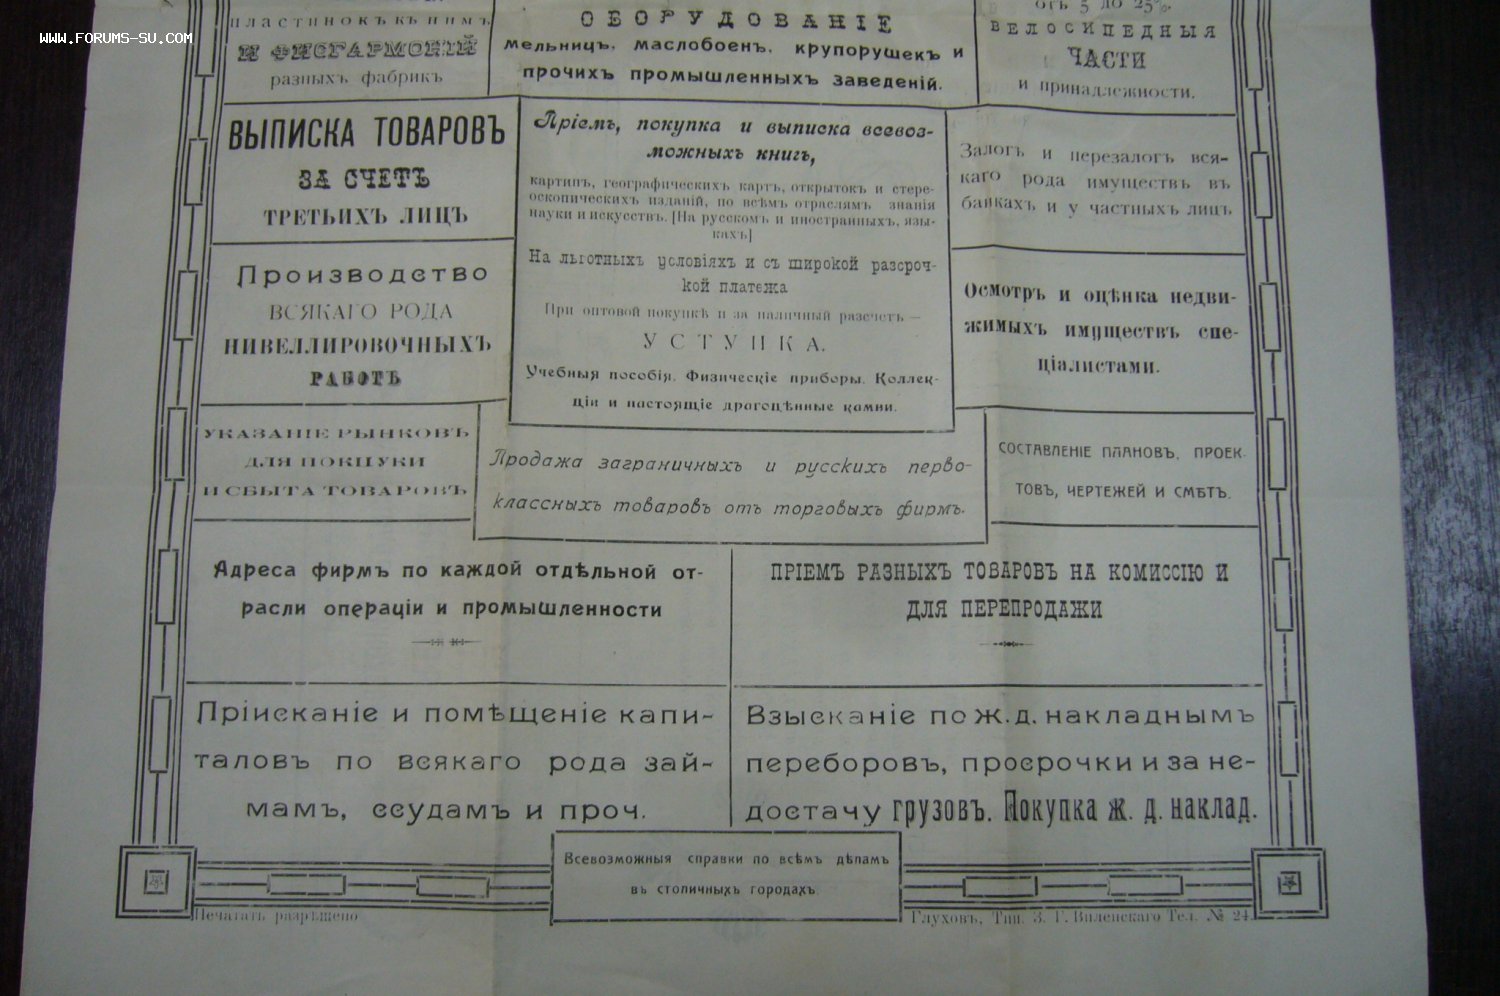 www.forums-su.com
пластинокъ къ нимъ
и фисгармоній
разныхъ фабрикъ
ОБОРУДОВАНІЕ
мельницъ, маслобоенъ, крупорушекъ и
прочихъ промышленныхъ заведеній.
отъ 5 до 25%.
ВЕЛОСИПЕДНЫЯ
ЧАСТИ
и принадлежности.
ВЫПИСКА ТОВАРОВЪ
ЗА СЧЕТЪ
ТРЕТЬИХЪ ЛИЦЪ
Пріемъ, покупка и выписка всевоз-
можныхъ книгъ,
картинъ, географическихъ картъ, открытокъ и стере-
оскопическихъ изданій, по всѣмъ отраслямъ знанія
науки и искусствъ. [На русскомъ и иностранныхъ, язы-
кахъ]
На льготныхъ условіяхъ и съ широкой разсроч-
кой платежа
При оптовой покупкѣ и за наличный разсчетъ —
УСТУПКА.
Учебныя пособія. Физическіе приборы. Коллек-
ціи и настоящіе драгоцѣнные камни.
Залогъ и перезалогъ вся-
каго рода имуществъ въ
банкахъ и у частныхъ лицъ
Производство
ВСЯКАГО РОДА
НИВЕЛЛИРОВОЧНЫХЪ
РАБОТЪ
Осмотръ и оцѣнка недви-
жимыхъ имуществъ спе-
ціалистами.
УКАЗАНІЕ РЫНКОВЪ
ДЛЯ ПОКПУКИ
И СБЫТА ТОВАРОВЪ
Продажа заграничныхъ и русскихъ перво-
классныхъ товаровъ отъ торговыхъ фирмъ.
СОСТАВЛЕНІЕ ПЛАНОВЪ, ПРОЕК-
ТОВЪ, ЧЕРТЕЖЕЙ И СМѢТЪ.
Адреса фирмъ по каждой отдѣльной от-
расли операціи и промышленности
ПРІЕМЪ РАЗНЫХЪ ТОВАРОВЪ НА КОМИССІЮ И
ДЛЯ ПЕРЕПРОДАЖИ
Пріисканіе и помѣщеніе капи-
таловъ по всякаго рода зай-
мамъ, ссудамъ и проч.
Взысканіе по ж. д. накладнымъ
переборовъ, просрочки и за не-
достачу грузовъ. Покупка ж. д. наклад.
Всевозможныя справки по всѣмъ дѣламъ
въ столичныхъ городахъ.
Печатать разрѣшено
Глуховъ, Тип. З. Г. Виленскаго Тел. № 24.